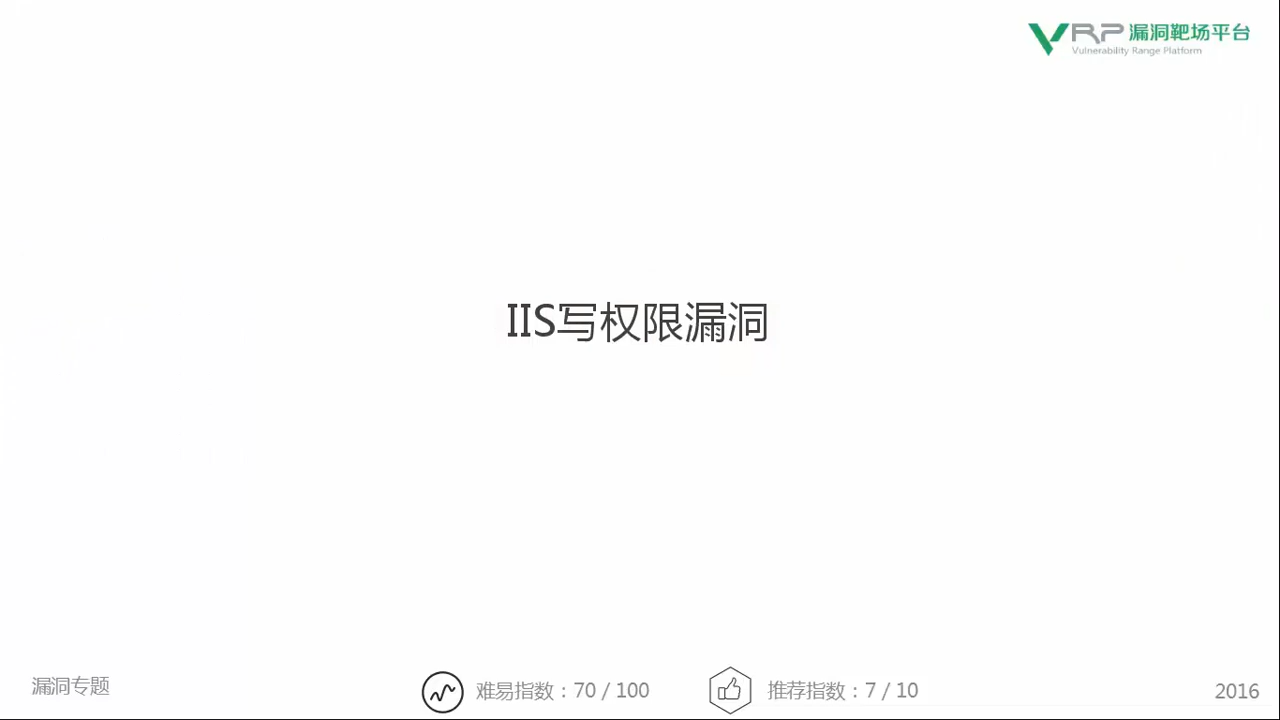 VRP 漏洞靶场平台
Vulnerability Range Platform
IIS写权限漏洞
漏洞专题
难易指数：70 / 100
推荐指数：7 / 10
2016